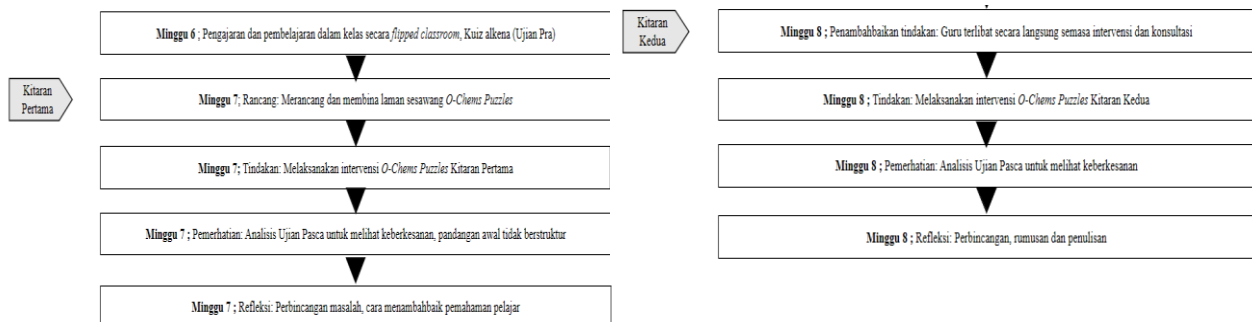 Minggu 6 ; Pengajaran dan pembelajaran dalam kelas secara flipped classroom, Kuiz alkena (Ujian Pra)
Kitaran
Pertama
Minggu 7; Rancang: Merancang dan membina laman sesawang O-Chems Puzzles
Minggu 7; Tindakan: Melaksanakan intervensi O-Chems Puzzles Kitaran Pertama
Minggu 7 ; Pemerhatian: Analisis Ujian Pasca untuk melihat keberkesanan, pandangan awal tidak berstruktur
Minggu 7 ; Refleksi: Perbincangan masalah, cara menambahbaik pemahaman pelajar
Kitaran
Kedua
Minggu 8 ; Penambahbaikan tindakan: Guru terlibat secara langsung semasa intervensi dan konsultasi
Minggu 8 ; Tindakan: Melaksanakan intervensi O-Chems Puzzles Kitaran Kedua
Minggu 8 ; Pemerhatian: Analisis Ujian Pasca untuk melihat keberkesanan
Minggu 8 ; Refleksi: Perbincangan, rumusan dan penulisan